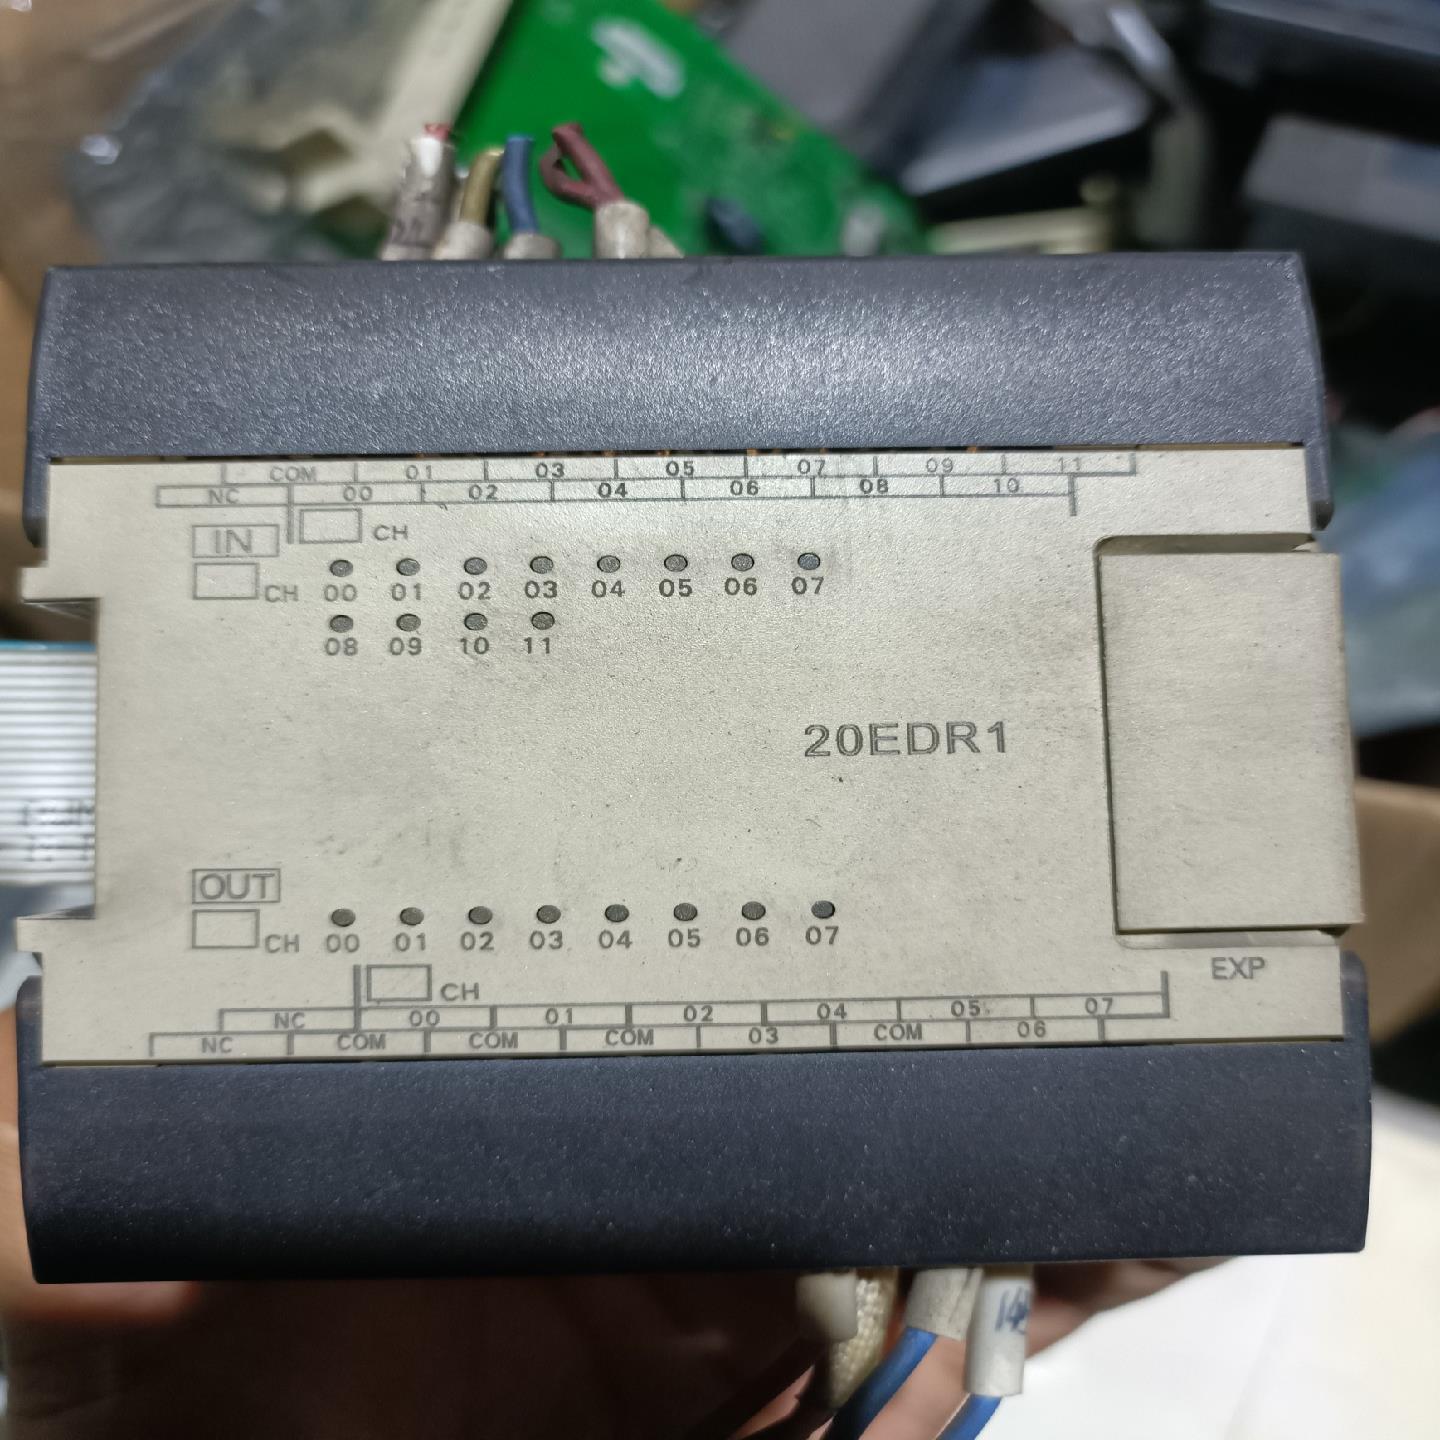 COM 01 03 05 07 09 11
NC 00 02 04 06 08 10
CH
IN
CH 00 01 02 03 04 05 06 07
08 09 10 11
20EDR1
OUT
CH 00 01 02 03 04 05 06 07
EXP
CH
NC 00 01 02 04 05 07
NC COM COM COM 03 COM 06